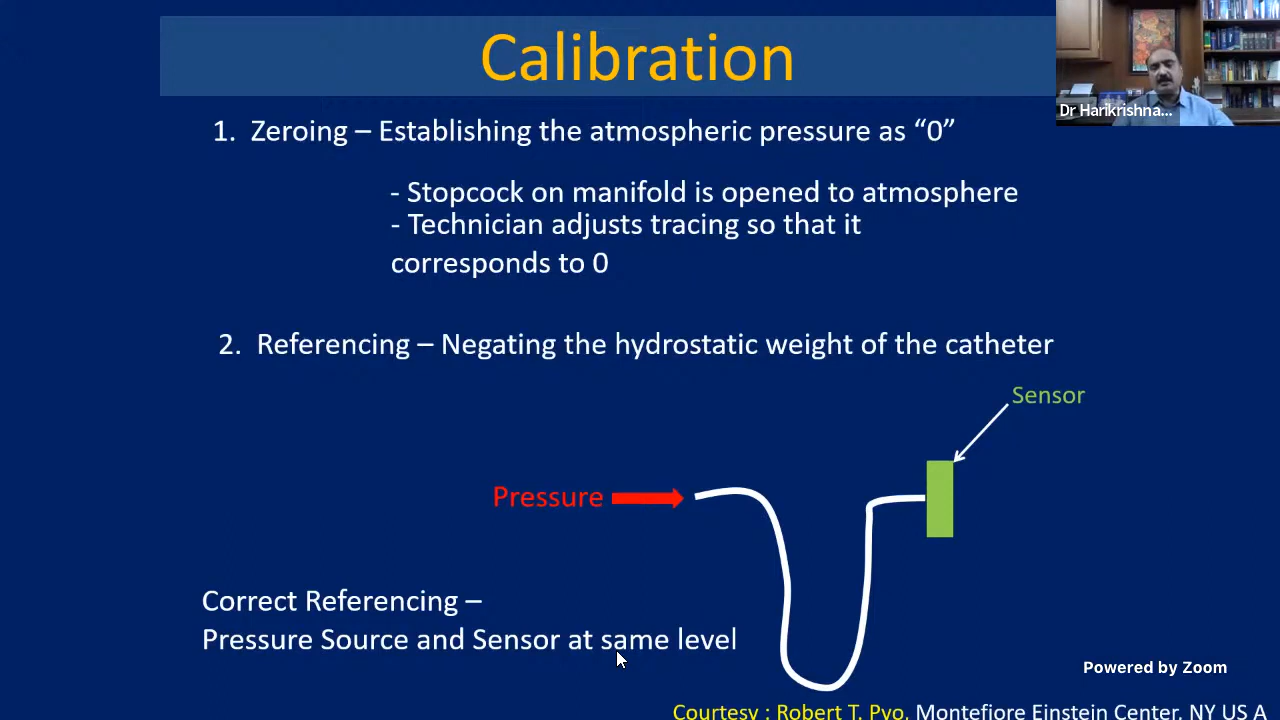 Calibration
Dr Harikrishna...
1. Zeroing – Establishing the atmospheric pressure as “0”
- Stopcock on manifold is opened to atmosphere
- Technician adjusts tracing so that it
corresponds to 0
2. Referencing – Negating the hydrostatic weight of the catheter
Sensor
Pressure
Correct Referencing –
Pressure Source and Sensor at same level
Powered by Zoom
Courtesy : Robert T. Pyo, Montefiore Einstein Center, NY US A